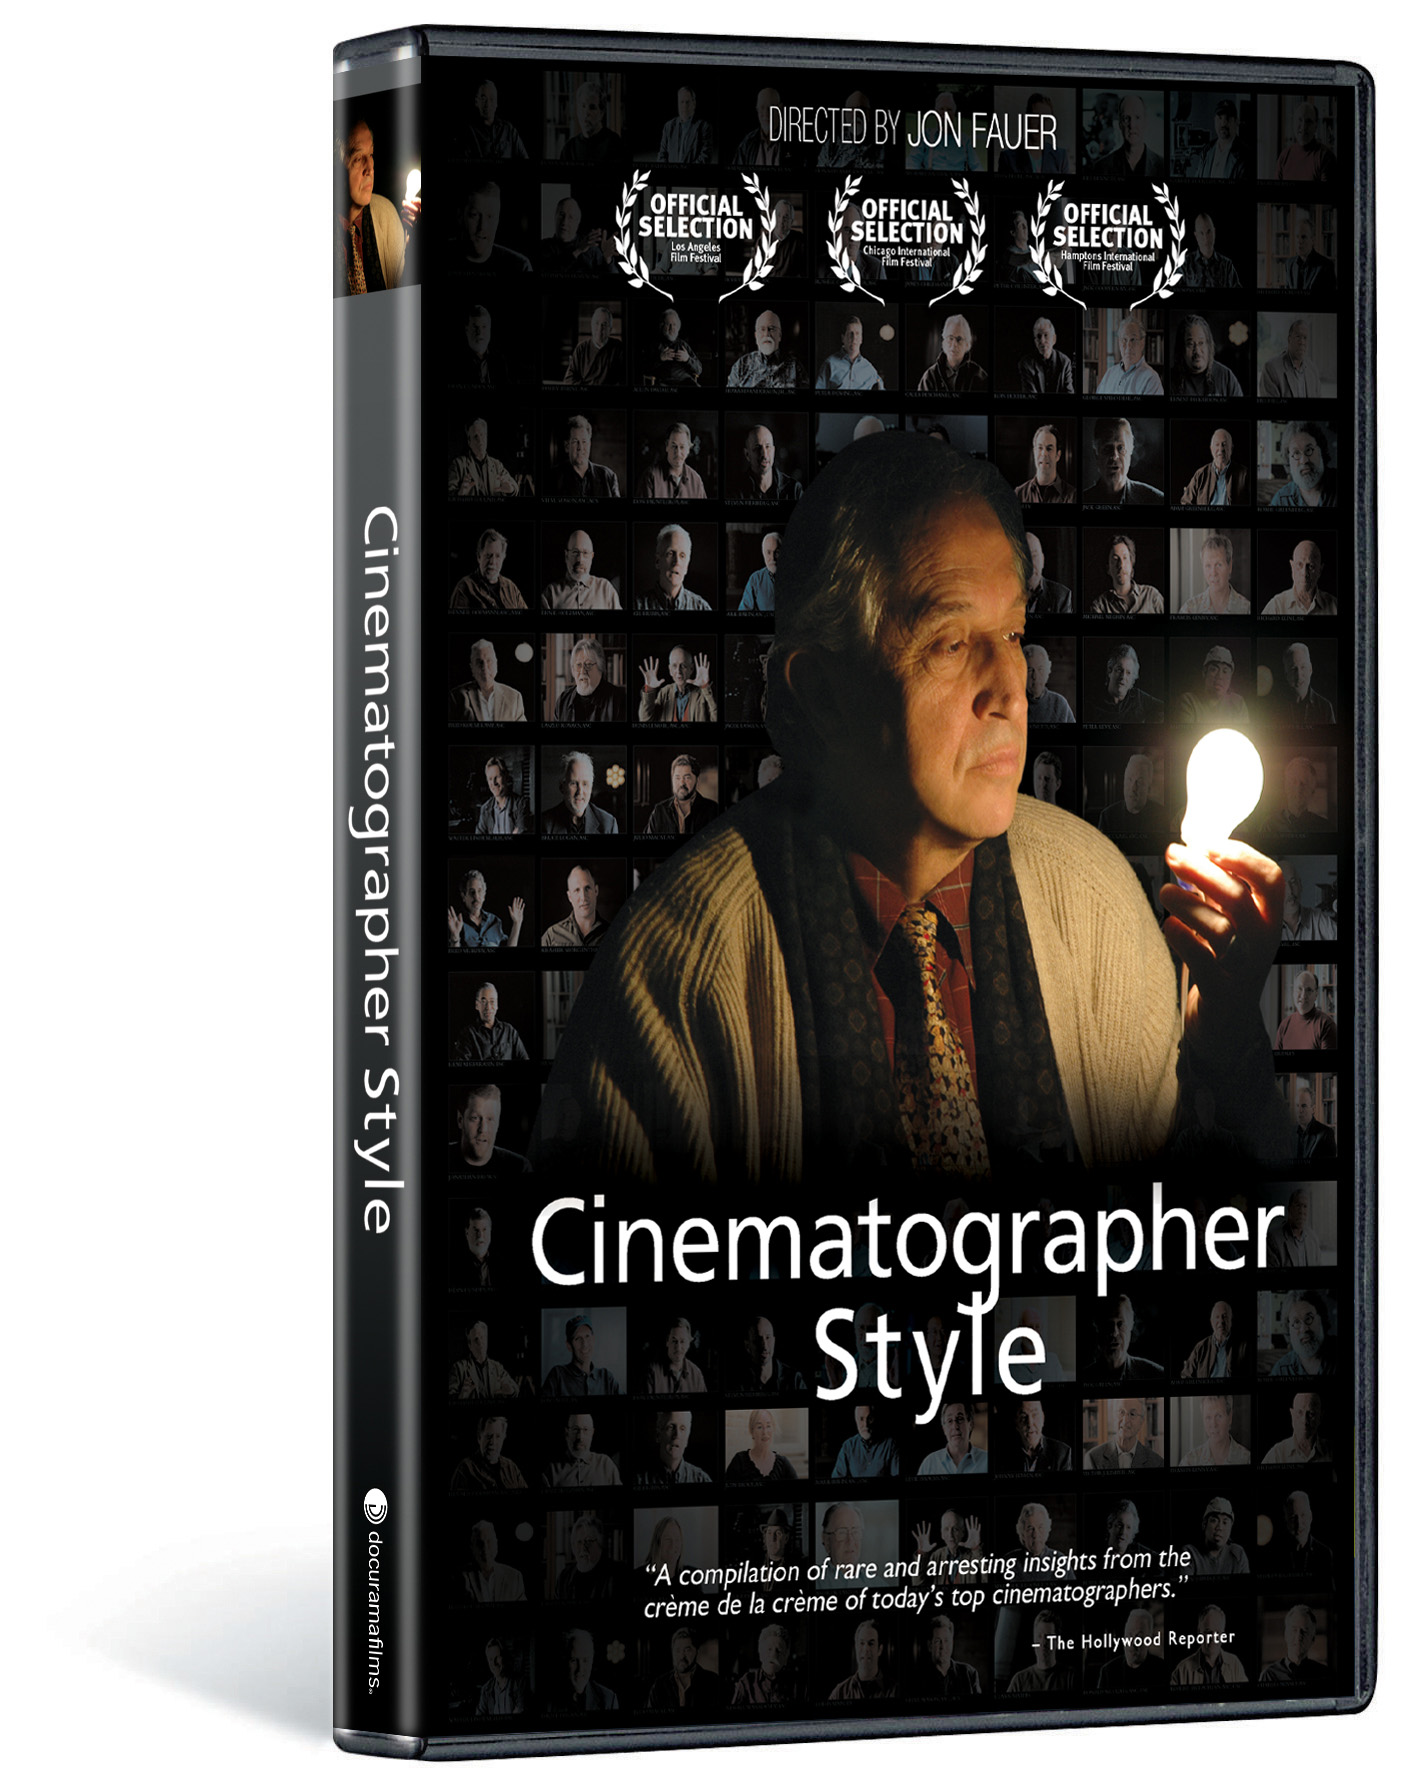 DIRECTED BY JON FAUER
OFFICIAL
SELECTION
Los Angeles
Film Festival
OFFICIAL
SELECTION
Chicago International
Film Festival
OFFICIAL
SELECTION
Hamptons International
Film Festival
Cinematographer
Style
“A compilation of rare and arresting insights from the
crème de la crème of today’s top cinematographers.”
– The Hollywood Reporter
Cinematographer Style
docuramafilms